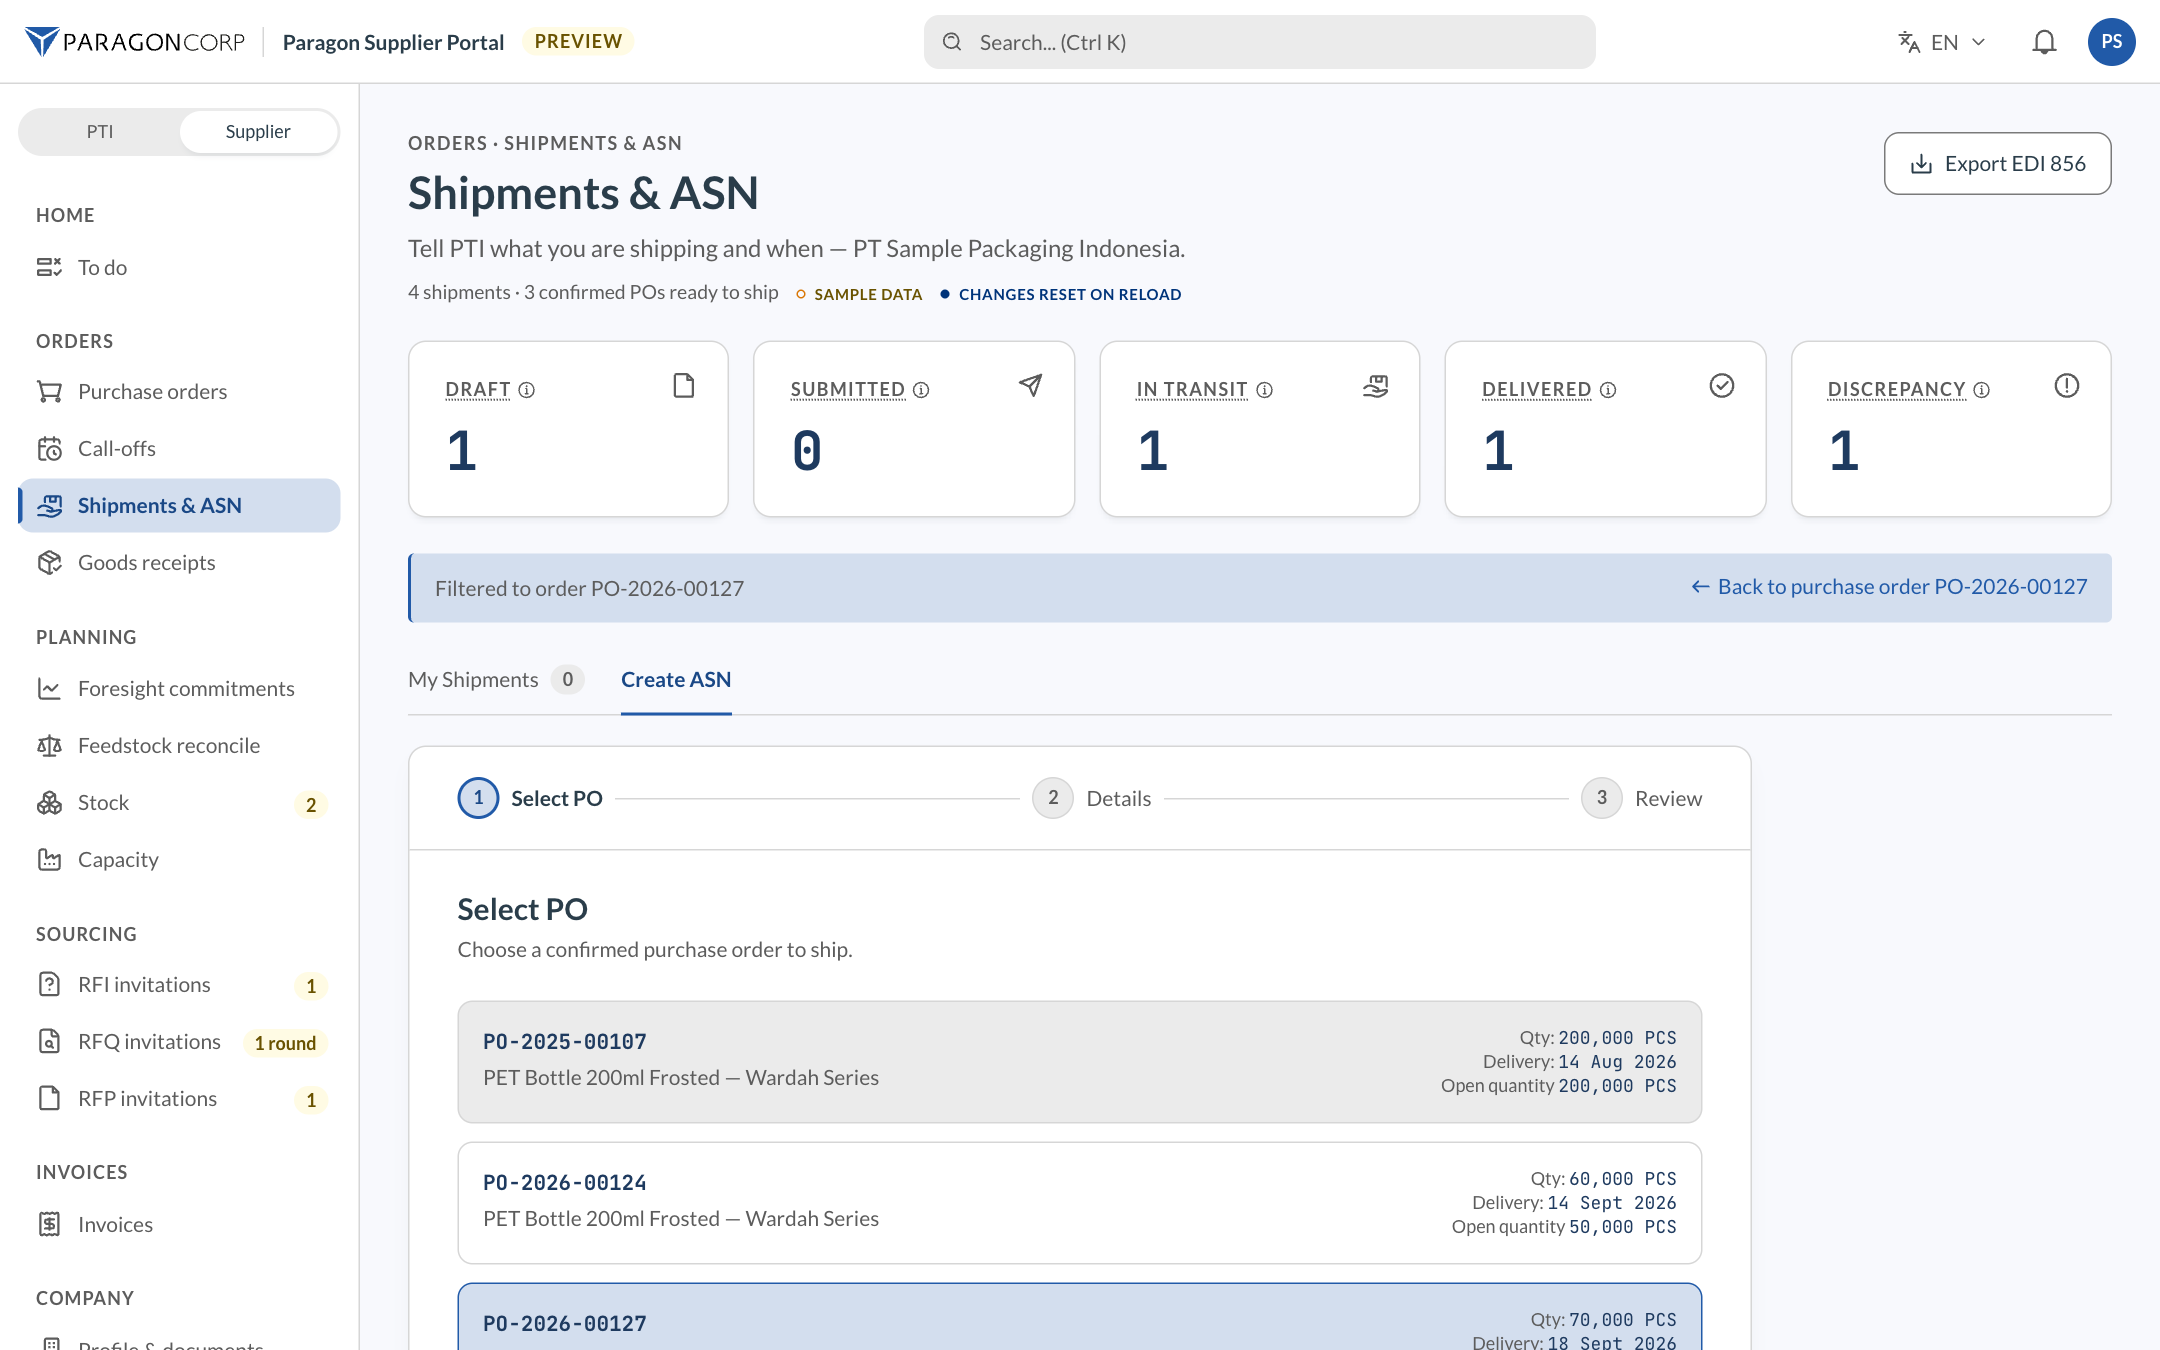 PARAGONCORP
Paragon Supplier Portal
PREVIEW
Search... (Ctrl K)
EN
PS
PTI
Supplier
HOME
To do
ORDERS
Purchase orders
Call-offs
Shipments & ASN
Goods receipts
PLANNING
Foresight commitments
Feedstock reconcile
Stock 2
Capacity
SOURCING
RFI invitations 1
RFQ invitations 1 round
RFP invitations 1
INVOICES
Invoices
COMPANY
Profile & documents
ORDERS · SHIPMENTS & ASN
Shipments & ASN
Tell PTI what you are shipping and when — PT Sample Packaging Indonesia.
4 shipments · 3 confirmed POs ready to ship SAMPLE DATA CHANGES RESET ON RELOAD
Export EDI 856
DRAFT
1
SUBMITTED
0
IN TRANSIT
1
DELIVERED
1
DISCREPANCY
1
Filtered to order PO-2026-00127
← Back to purchase order PO-2026-00127
My Shipments 0
Create ASN
1 Select PO
2 Details
3 Review
Select PO
Choose a confirmed purchase order to ship.
PO-2025-00107
PET Bottle 200ml Frosted — Wardah Series
Qty: 200,000 PCS
Delivery: 14 Aug 2026
Open quantity 200,000 PCS
PO-2026-00124
PET Bottle 200ml Frosted — Wardah Series
Qty: 60,000 PCS
Delivery: 14 Sept 2026
Open quantity 50,000 PCS
PO-2026-00127
Qty: 70,000 PCS
Delivery: 18 Sept 2026